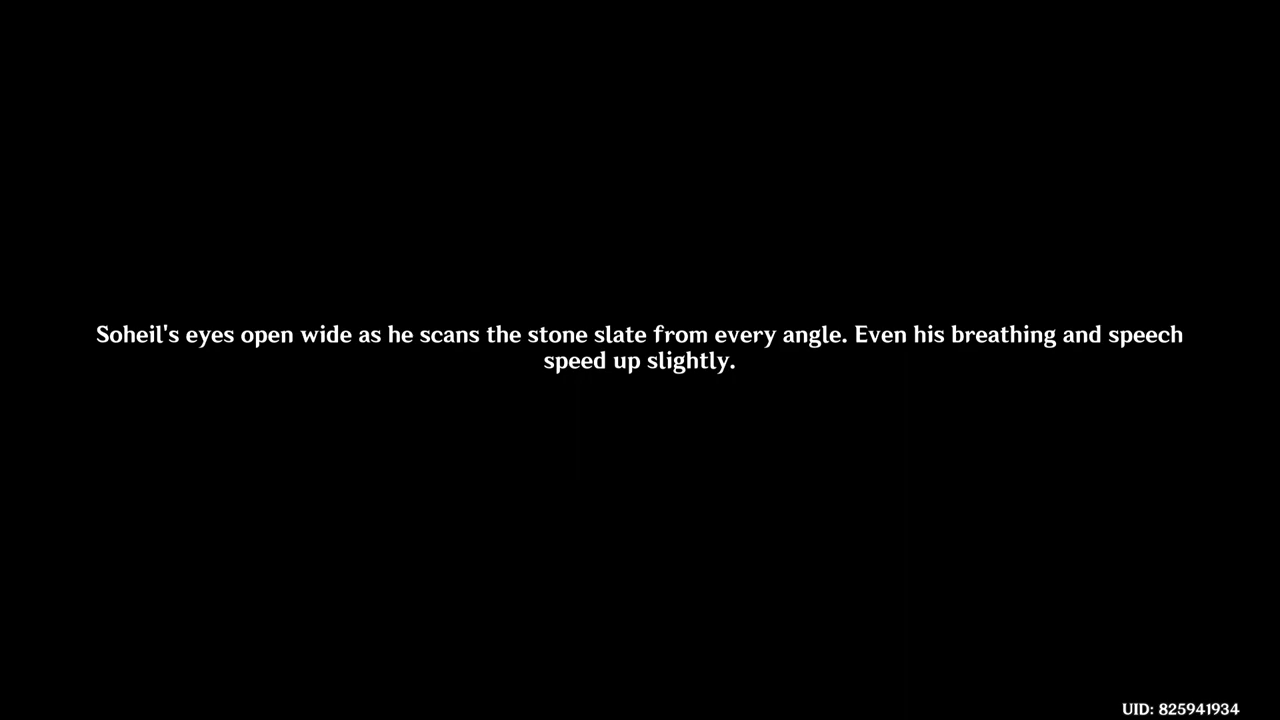 Soheil's eyes open wide as he scans the stone slate from every angle. Even his breathing and speech
speed up slightly.
UID: 825941934